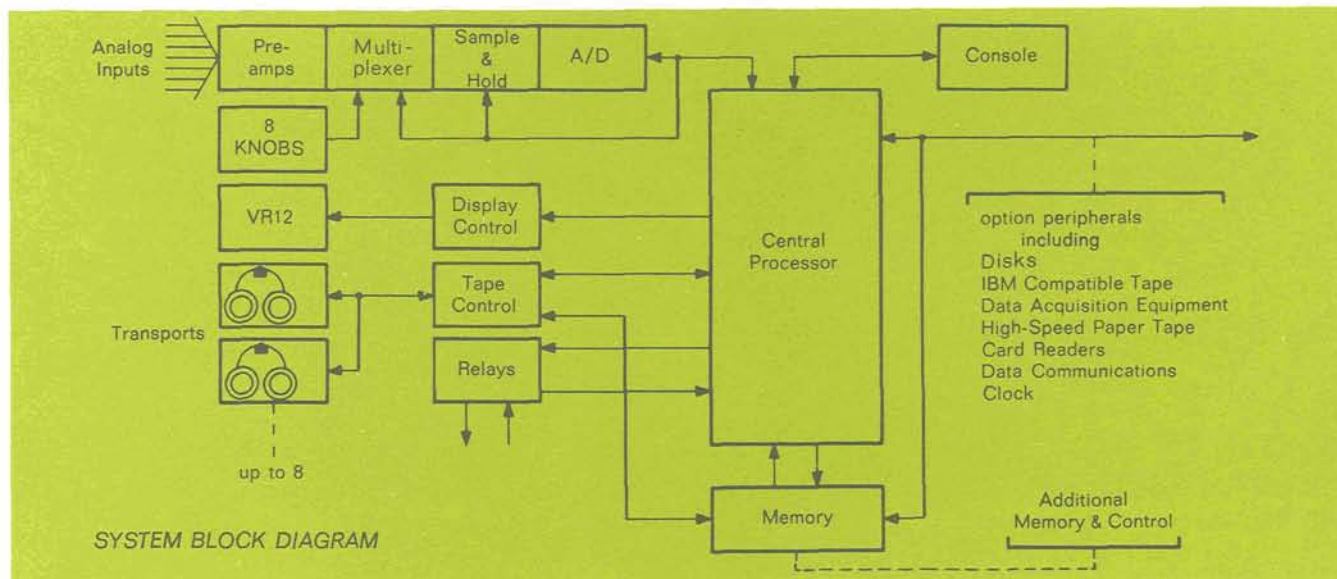 Analog
Inputs
Pre-
amps
Multi-
plexer
Sample
&
Hold
A/D
Console
8
KNOBS
VR12
Display
Control
Central
Processor
Transports
Tape
Control
Relays
up to 8
Memory
option peripherals
including
Disks
IBM Compatible Tape
Data Acquisition Equipment
High-Speed Paper Tape
Card Readers
Data Communications
Clock
Additional
Memory & Control
SYSTEM BLOCK DIAGRAM